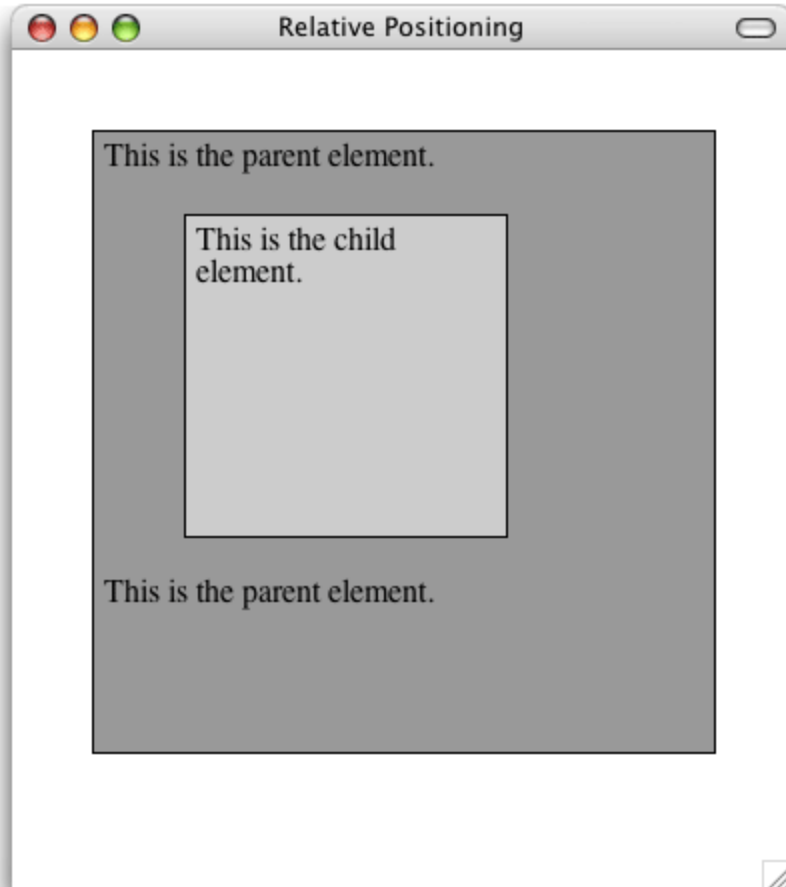 Relative Positioning
This is the parent element.
This is the child
element.
This is the parent element.